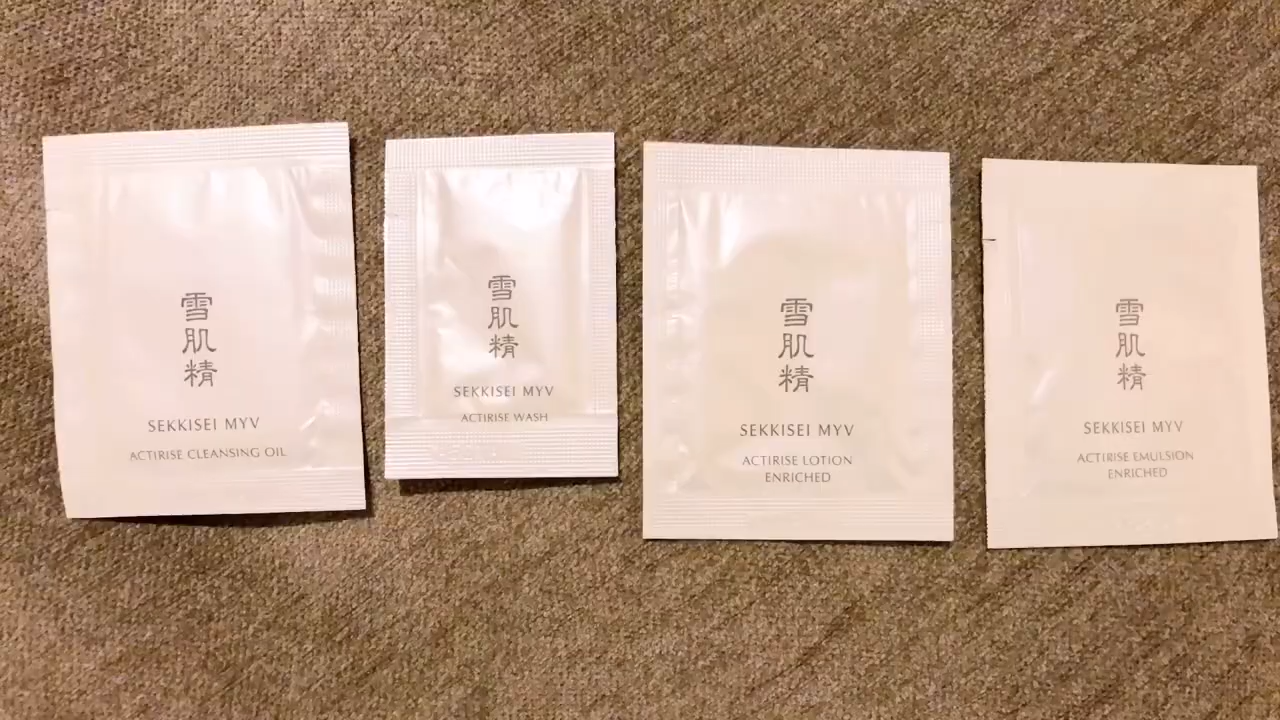 雪肌精
SEKKISEI MYV
ACTIRISE CLEANSING OIL
雪肌精
SEKKISEI MYV
ACTIRISE WASH
雪肌精
SEKKISEI MYV
ACTIRISE LOTION
ENRICHED
雪肌精
SEKKISEI MYV
ACTIRISE EMULSION
ENRICHED